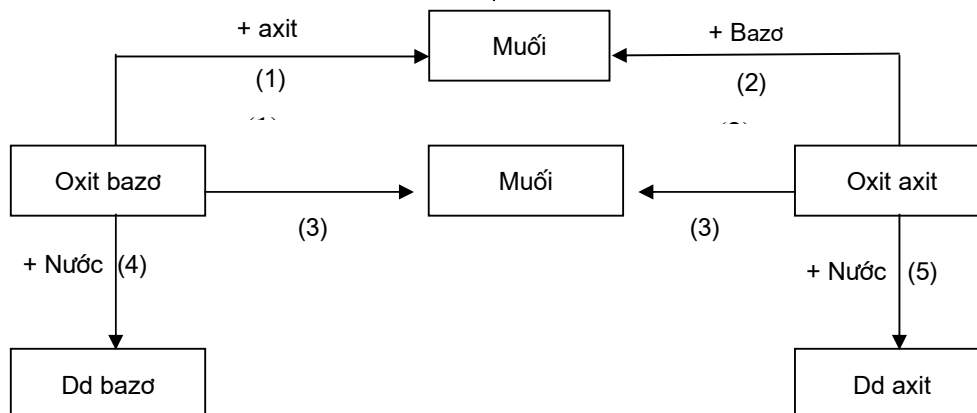 + axit
Muối
+ Bazơ
(1)
(2)
Oxit bazơ
Muối
Oxit axit
(3)
(3)
+ Nước (4)
+ Nước (5)
Dd bazơ
Dd axit